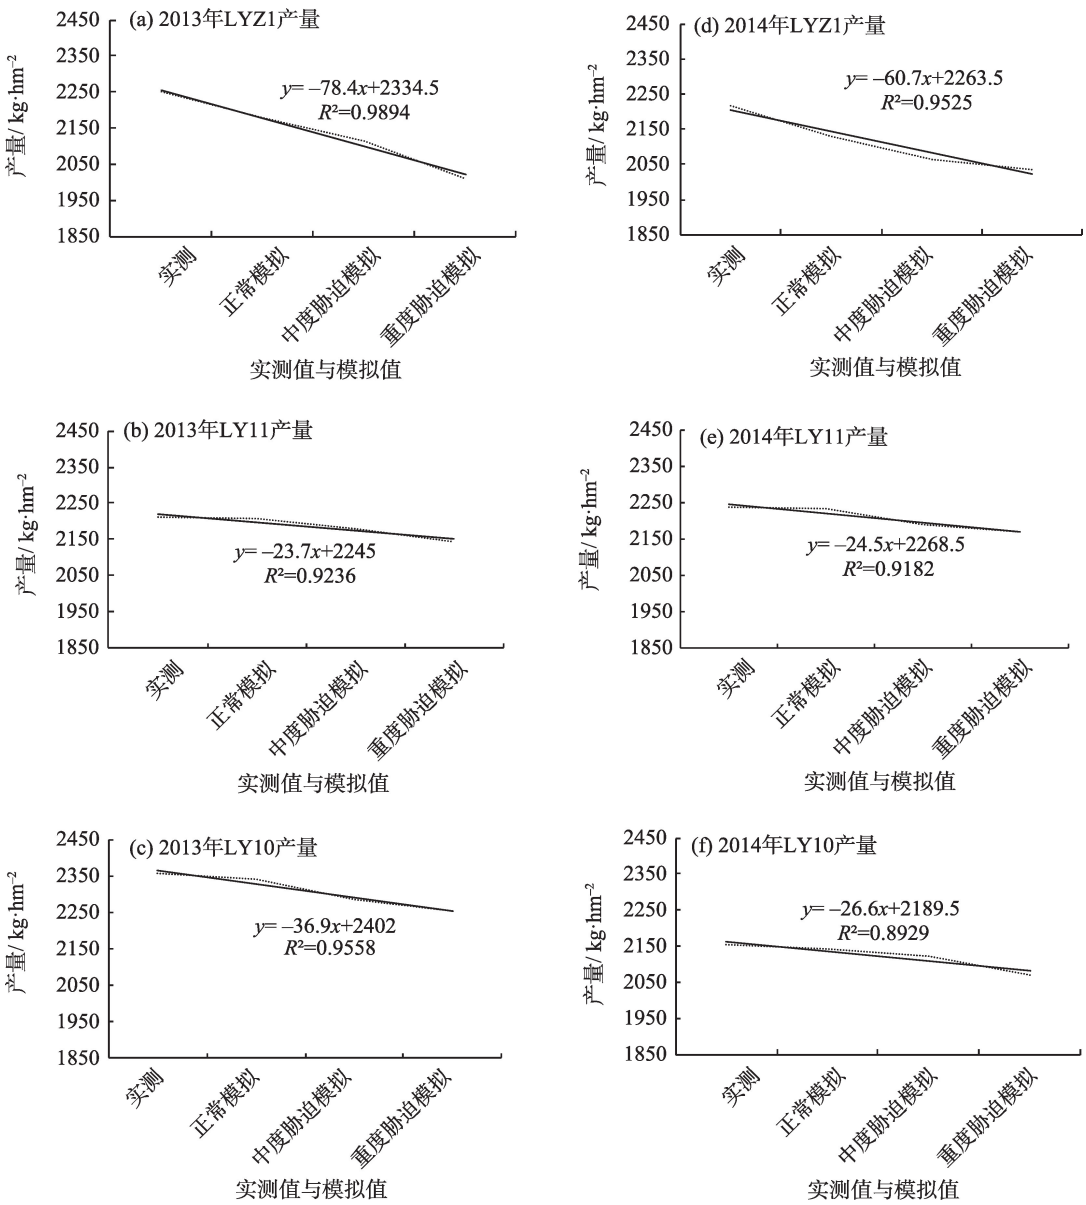 (a) 2013年LYZ1产量
产量/ kg·hm⁻²
2450
2350
2250
2150
2050
1950
1850
y= –78.4x+2334.5
R²=0.9894
实测
正常模拟
中度胁迫模拟
重度胁迫模拟
实测值与模拟值
(d) 2014年LYZ1产量
产量/ kg·hm⁻²
2450
2350
2250
2150
2050
1950
1850
y= –60.7x+2263.5
R²=0.9525
实测
正常模拟
中度胁迫模拟
重度胁迫模拟
实测值与模拟值
(b) 2013年LY11产量
产量/ kg·hm⁻²
2450
2350
2250
2150
2050
1950
1850
y= –23.7x+2245
R²=0.9236
实测
正常模拟
中度胁迫模拟
重度胁迫模拟
实测值与模拟值
(e) 2014年LY11产量
产量/ kg·hm⁻²
2450
2350
2250
2150
2050
1950
1850
y= –24.5x+2268.5
R²=0.9182
实测
正常模拟
中度胁迫模拟
重度胁迫模拟
实测值与模拟值
(c) 2013年LY10产量
产量/ kg·hm⁻²
2450
2350
2250
2150
2050
1950
1850
y= –36.9x+2402
R²=0.9558
实测
正常模拟
中度胁迫模拟
重度胁迫模拟
实测值与模拟值
(f) 2014年LY10产量
产量/ kg·hm⁻²
2450
2350
2250
2150
2050
1950
1850
y= –26.6x+2189.5
R²=0.8929
实测
正常模拟
中度胁迫模拟
重度胁迫模拟
实测值与模拟值